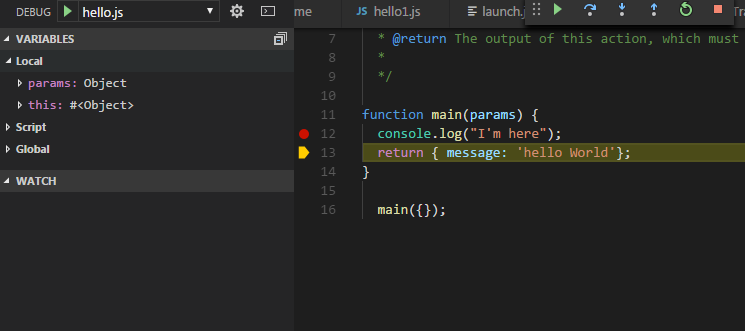 DEBUG hello.js me JS hello1.js launch.j Tra
VARIABLES
Local
params: Object
this: #<Object>
Script
Global
WATCH
7 * @return The output of this action, which must
8 *
9 */
10
11 function main(params) {
12 console.log("I'm here");
13 return { message: 'hello World'};
14 }
15
16 main({});